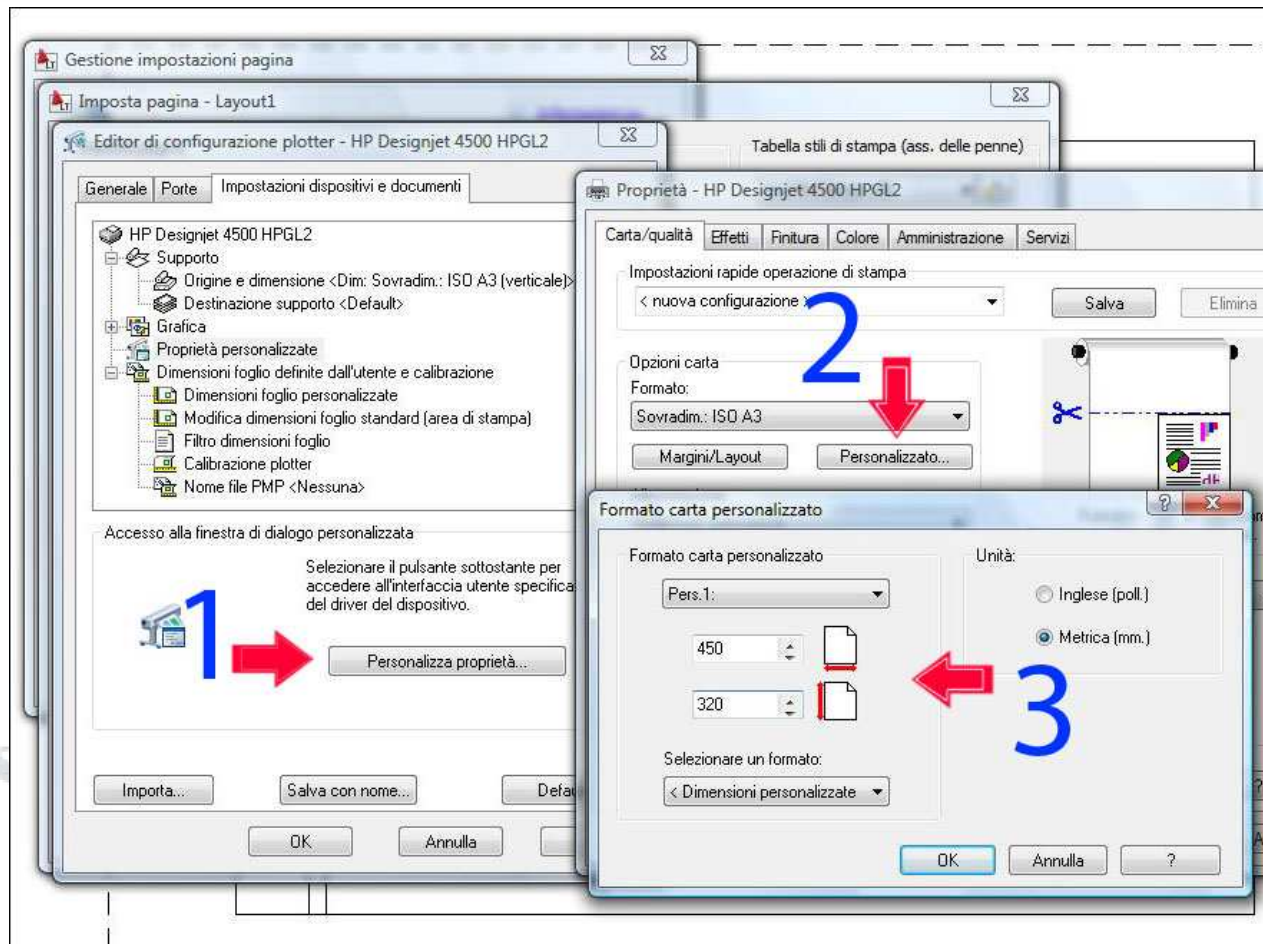 Gestione impostazioni pagina
Imposta pagina - Layout1
Tabella stili di stampa (ass. delle penne)
Editor di configurazione plotter - HP Designjet 4500 HPGL2
Generale Porte Impostazioni dispositivi e documenti
HP Designjet 4500 HPGL2
Supporto
Origine e dimensione <Dim: Sovradim.: ISO A3 (verticale)>
Destinazione supporto <Default>
Grafica
Proprietà personalizzate
Dimensioni foglio definite dall'utente e calibrazione
Dimensioni foglio personalizzate
Modifica dimensioni foglio standard (area di stampa)
Filtro dimensioni foglio
Calibrazione plotter
Nome file PMP <Nessuna>
Accesso alla finestra di dialogo personalizzata
Selezionare il pulsante sottostante per
accedere all'interfaccia utente specifica
del driver del dispositivo.
1
Personalizza proprietà...
Importa... Salva con nome... Defau
OK Annulla
Proprietà - HP Designjet 4500 HPGL2
Carta/qualità Effetti Finitura Colore Amministrazione Servizi
Impostazioni rapide operazione di stampa
< nuova configurazione >
Salva Elimina
2
Opzioni carta
Formato:
Sovradim.: ISO A3
Margini/Layout Personalizzato...
Formato carta personalizzato
Formato carta personalizzato
Pers.1:
450
320
Selezionare un formato:
< Dimensioni personalizzate
Unità:
Inglese (poll.)
Metrica (mm.)
3
OK Annulla ?